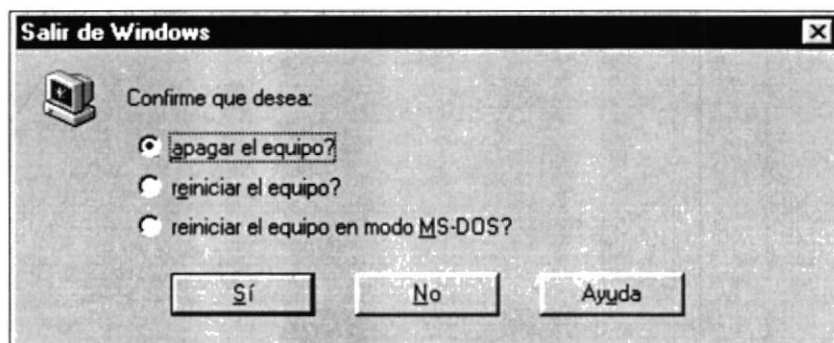 Salir de Windows
Confirme que desea:
apagar el equipo?
reiniciar el equipo?
reiniciar el equipo en modo MS-DOS?
Sí No Ayuda